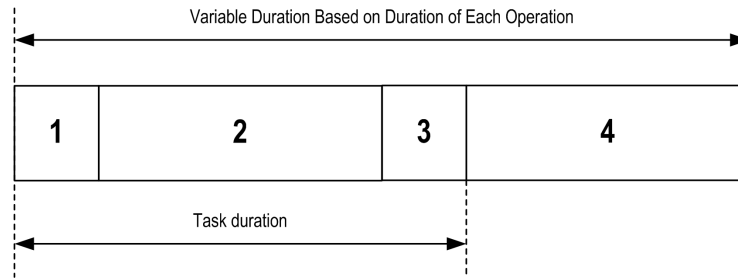 Variable Duration Based on Duration of Each Operation
1 2 3 4
Task duration